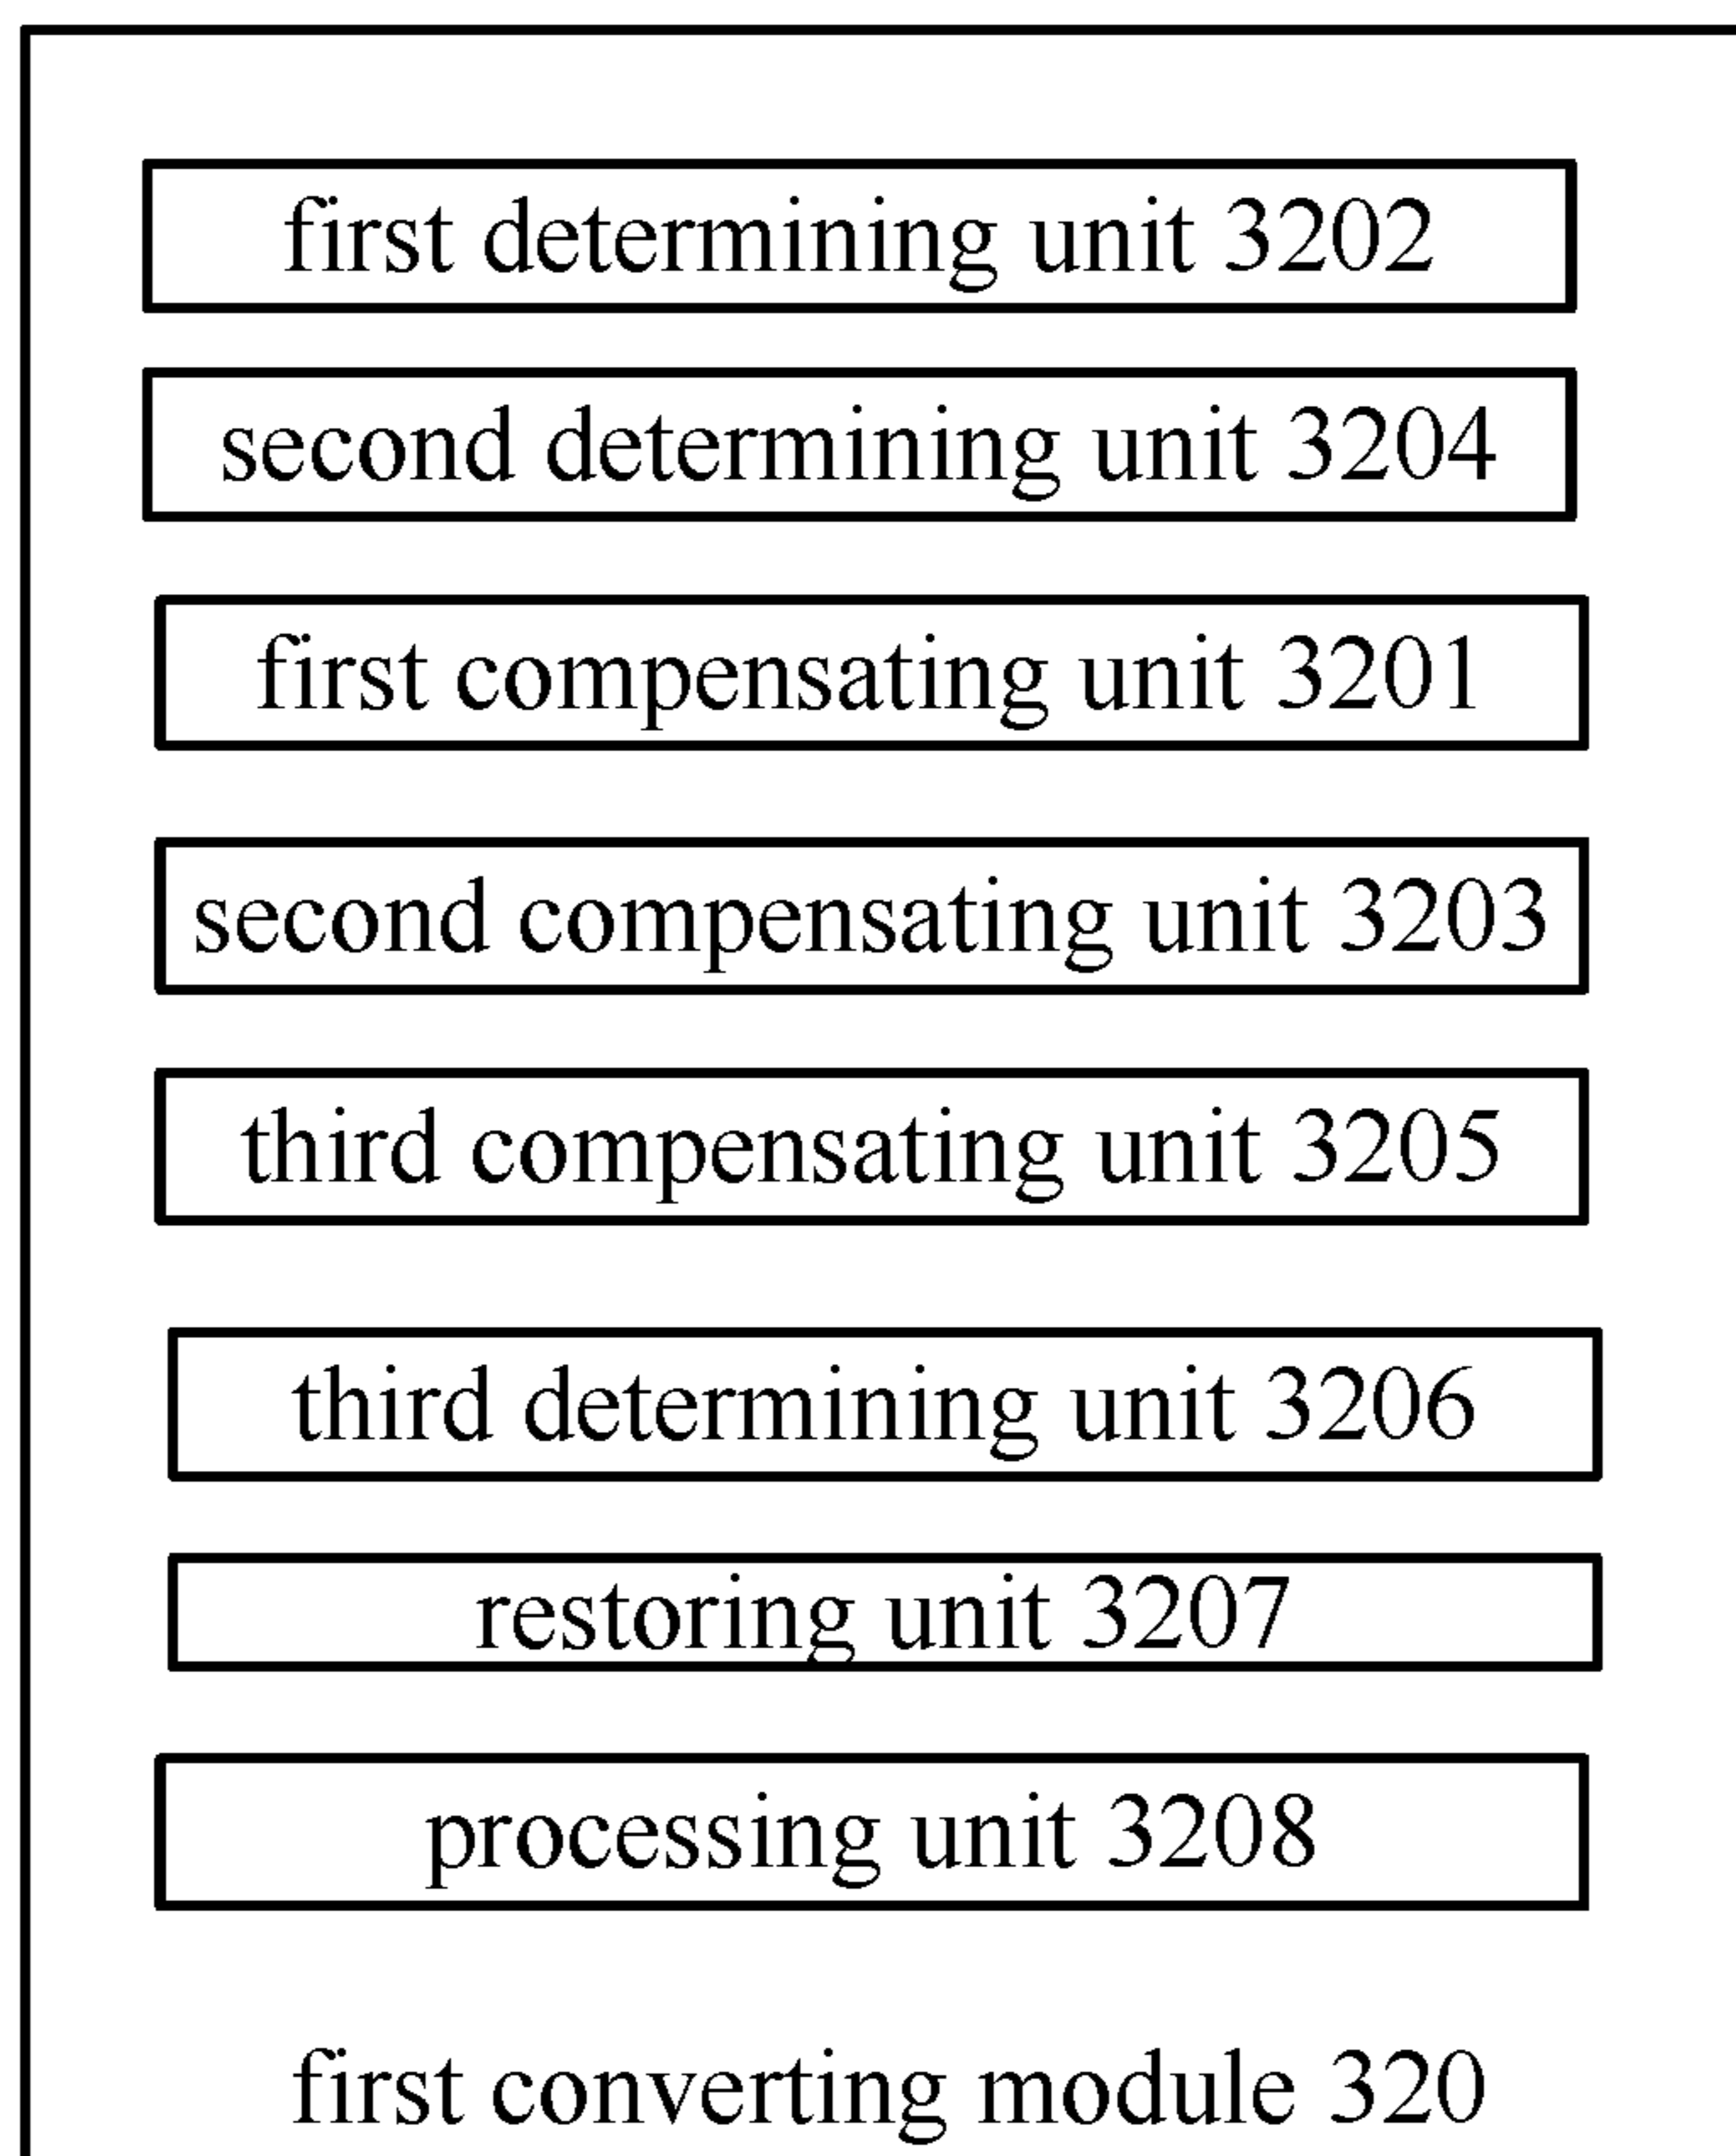 first determining unit 3202
second determining unit 3204
first compensating unit 3201
second compensating unit 3203
third compensating unit 3205
third determining unit 3206
restoring unit 3207
processing unit 3208
first converting module 320